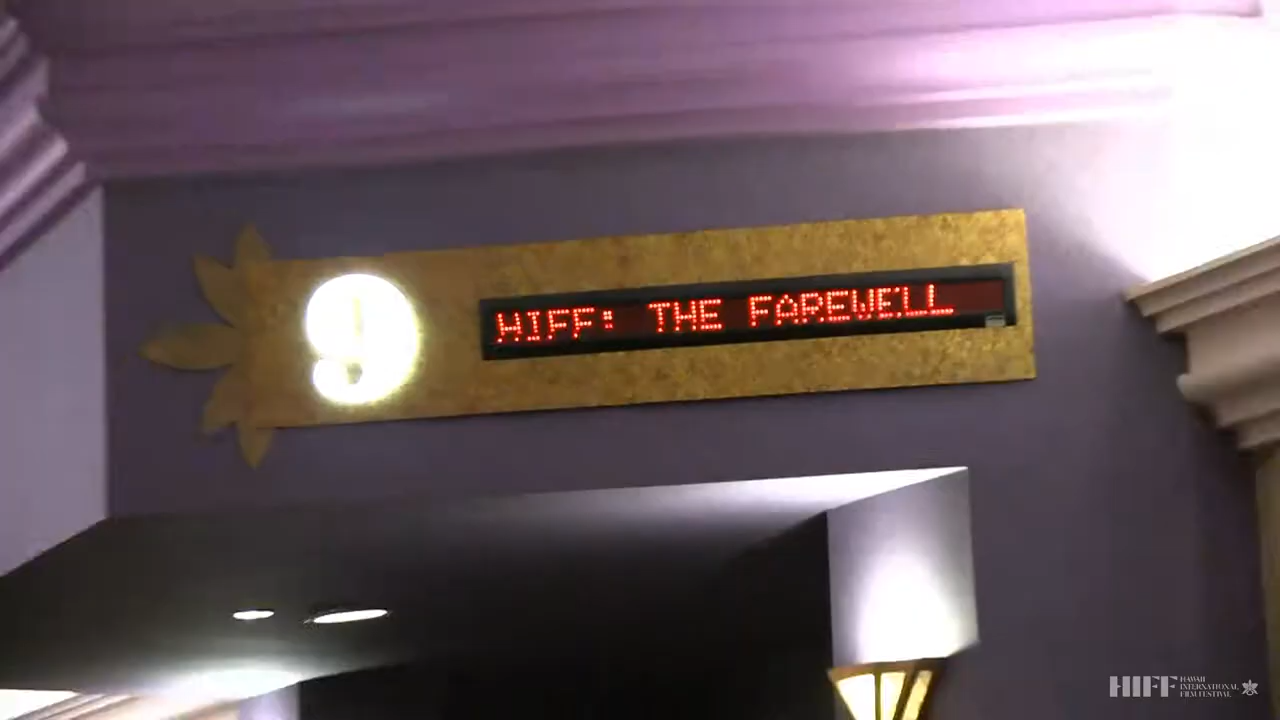 9
HIFF: THE FAREWELL
HIFF
HAWAII
INTERNATIONAL
FILM FESTIVAL